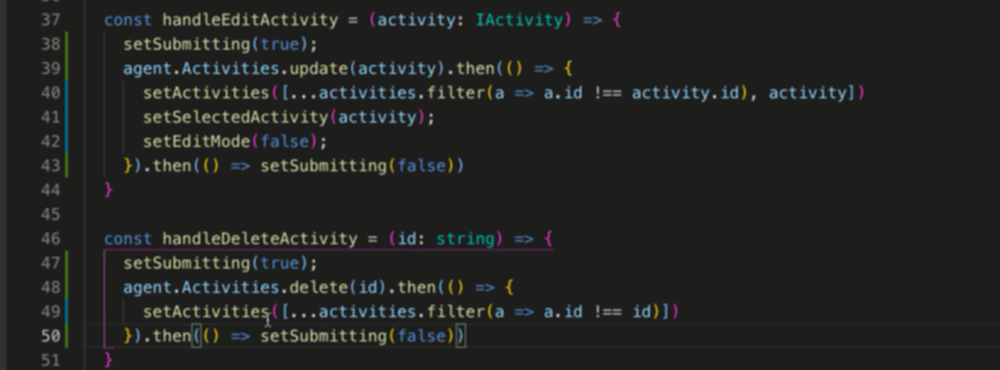 37 const handleEditActivity = (activity: IActivity) => {
38 setSubmitting(true);
39 agent.Activities.update(activity).then(() => {
40 setActivities([...activities.filter(a => a.id !== activity.id), activity])
41 setSelectedActivity(activity);
42 setEditMode(false);
43 }).then(() => setSubmitting(false))
44 }
45
46 const handleDeleteActivity = (id: string) => {
47 setSubmitting(true);
48 agent.Activities.delete(id).then(() => {
49 setActivities([...activities.filter(a => a.id !== id)])
50 }).then(() => setSubmitting(false))
51 }